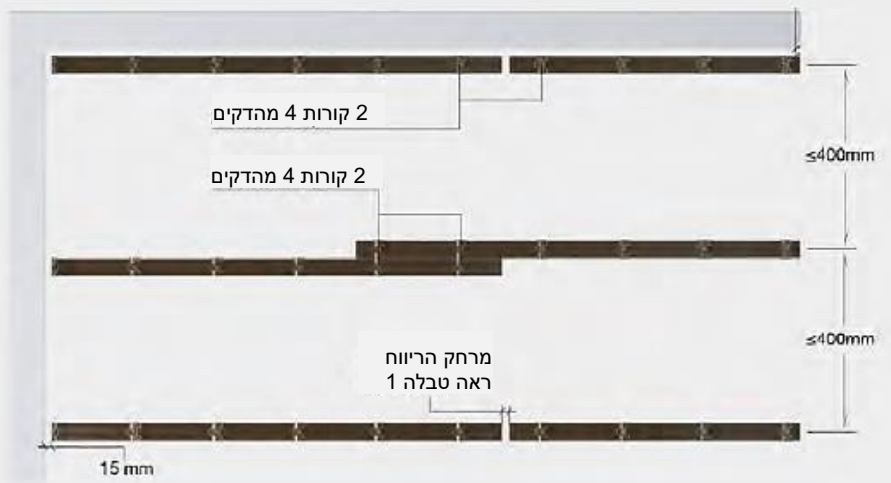 2 קורות 4 מהדקים
≤400mm
2 קורות 4 מהדקים
≤400mm
מרחק הריווח
ראה טבלה 1
15 mm